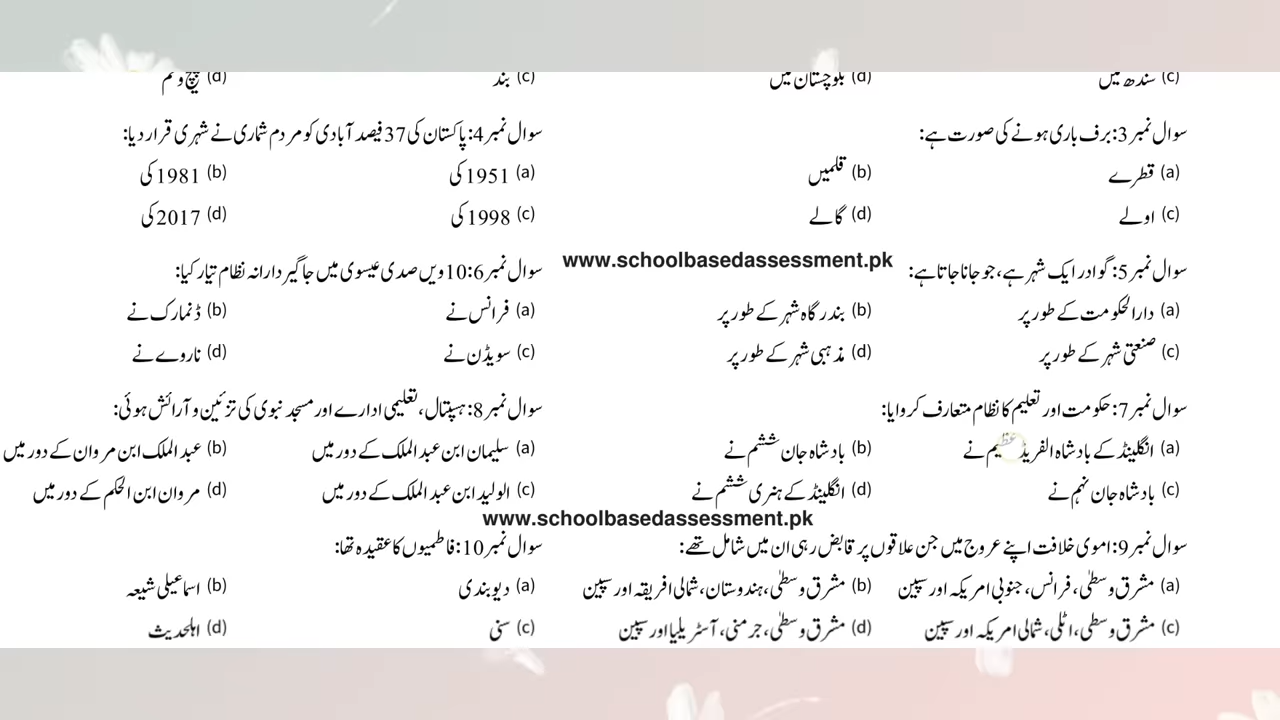 (c) سندھ میں (d) بلوچستان میں (c) بند (d) پیچ و خم
سوال نمبر 3: برف باری ہونے کی صورت ہے: سوال نمبر 4: پاکستان کی 37 فیصد آبادی کو مردم شماری نے شہری قرار دیا:
(a) قطرے (b) قلمیں (a) 1951 کی (b) 1981 کی
(c) اولے (d) گالے (c) 1998 کی (d) 2017 کی
www.schoolbasedassessment.pk
سوال نمبر 5: گوادر ایک شہر ہے، جو جانا جاتا ہے: سوال نمبر 6: 10 ویں صدی عیسوی میں جاگیردارانہ نظام تیار کیا:
(a) دارالحکومت کے طور پر (b) بندرگاہ شہر کے طور پر (a) فرانس نے (b) ڈنمارک نے
(c) صنعتی شہر کے طور پر (d) مذہبی شہر کے طور پر (c) سویڈن نے (d) ناروے نے
سوال نمبر 7: حکومت اور تعلیم کا نظام متعارف کروایا: سوال نمبر 8: ہسپتال، تعلیمی ادارے اور مسجد نبوی کی تزئین و آرائش ہوئی:
(a) انگلینڈ کے بادشاہ الفریڈ عظیم نے (b) بادشاہ جان ششم نے (a) سلیمان ابن عبد الملک کے دور میں (b) عبد الملک ابن مروان کے دور میں
(c) بادشاہ جان نہم نے (d) انگلینڈ کے ہنری ششم نے (c) الولید ابن عبد الملک کے دور میں (d) مروان ابن الحکم کے دور میں
www.schoolbasedassessment.pk
سوال نمبر 9: اموی خلافت اپنے عروج میں جن علاقوں پر قابض رہی ان میں شامل تھے: سوال نمبر 10: فاطمیوں کا عقیدہ تھا:
(a) مشرق وسطٰی، فرانس، جنوبی امریکہ اور سپین (b) مشرق وسطٰی، ہندوستان، شمالی افریقہ اور سپین (a) دیوبندی (b) اسماعیلی شیعہ
(c) مشرق وسطٰی، اٹلی، شمالی امریکہ اور سپین (d) مشرق وسطٰی، جرمنی، آسٹریلیا اور سپین (c) سنی (d) اہلحدیث